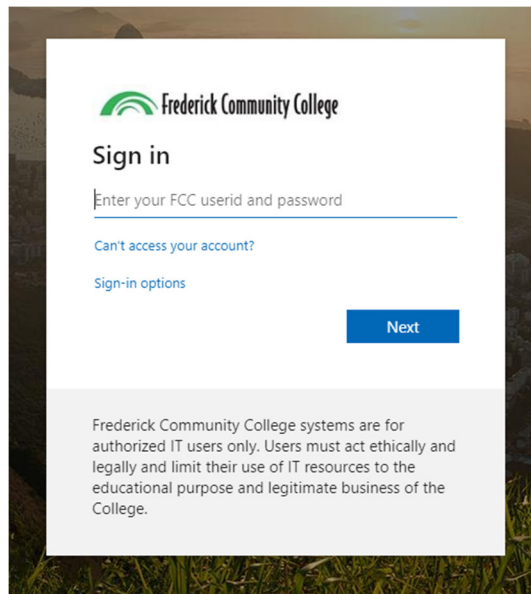 Frederick Community College
Sign in
Enter your FCC userid and password
Can't access your account?
Sign-in options
Next
Frederick Community College systems are for
authorized IT users only. Users must act ethically and
legally and limit their use of IT resources to the
educational purpose and legitimate business of the
College.